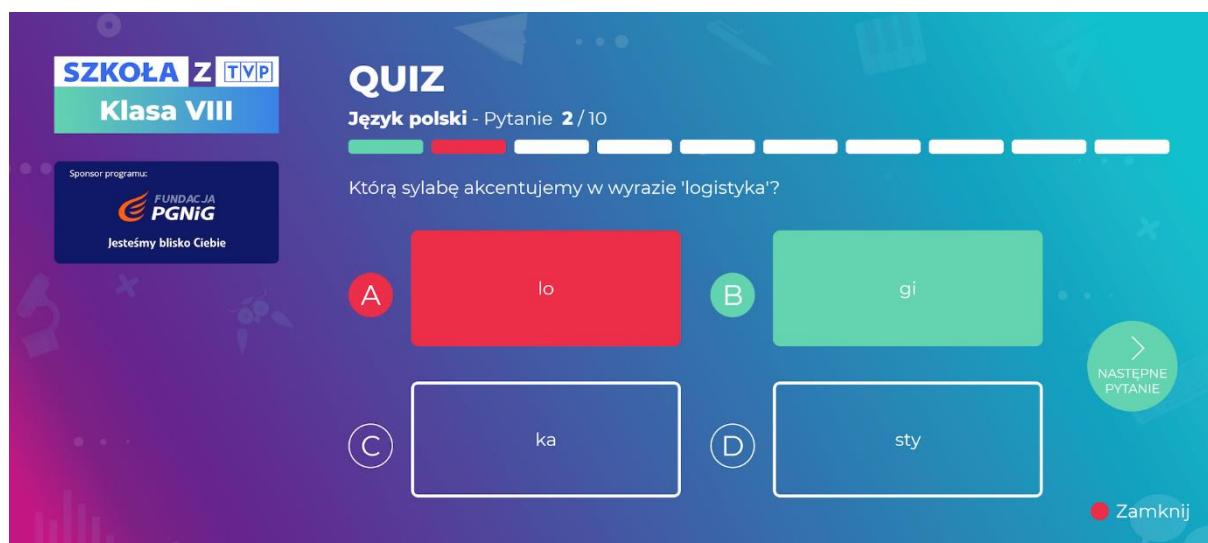 SZKOŁA Z TVP
Klasa VIII
Sponsor programu:
FUNDACJA
PGNiG
Jesteśmy blisko Ciebie
QUIZ
Język polski - Pytanie 2 / 10
Którą sylabę akcentujemy w wyrazie 'logistyka'?
A lo
B gi
C ka
D sty
NASTĘPNE
PYTANIE
Zamknij